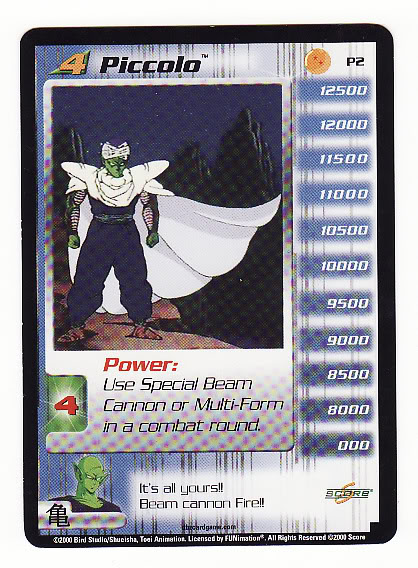 4 Piccolo™
P2
12500
12000
11500
11000
10500
10000
9500
9000
8500
8000
000
Power:
Use Special Beam
Cannon or Multi-Form
in a combat round.
4
SCORE®
It's all yours!!
Beam cannon Fire!!
亀
dbzcardgame.com
©2000 Bird Studio/Shueisha, Toei Animation. Licensed by FUNimation®. All Rights Reserved ©2000 Score